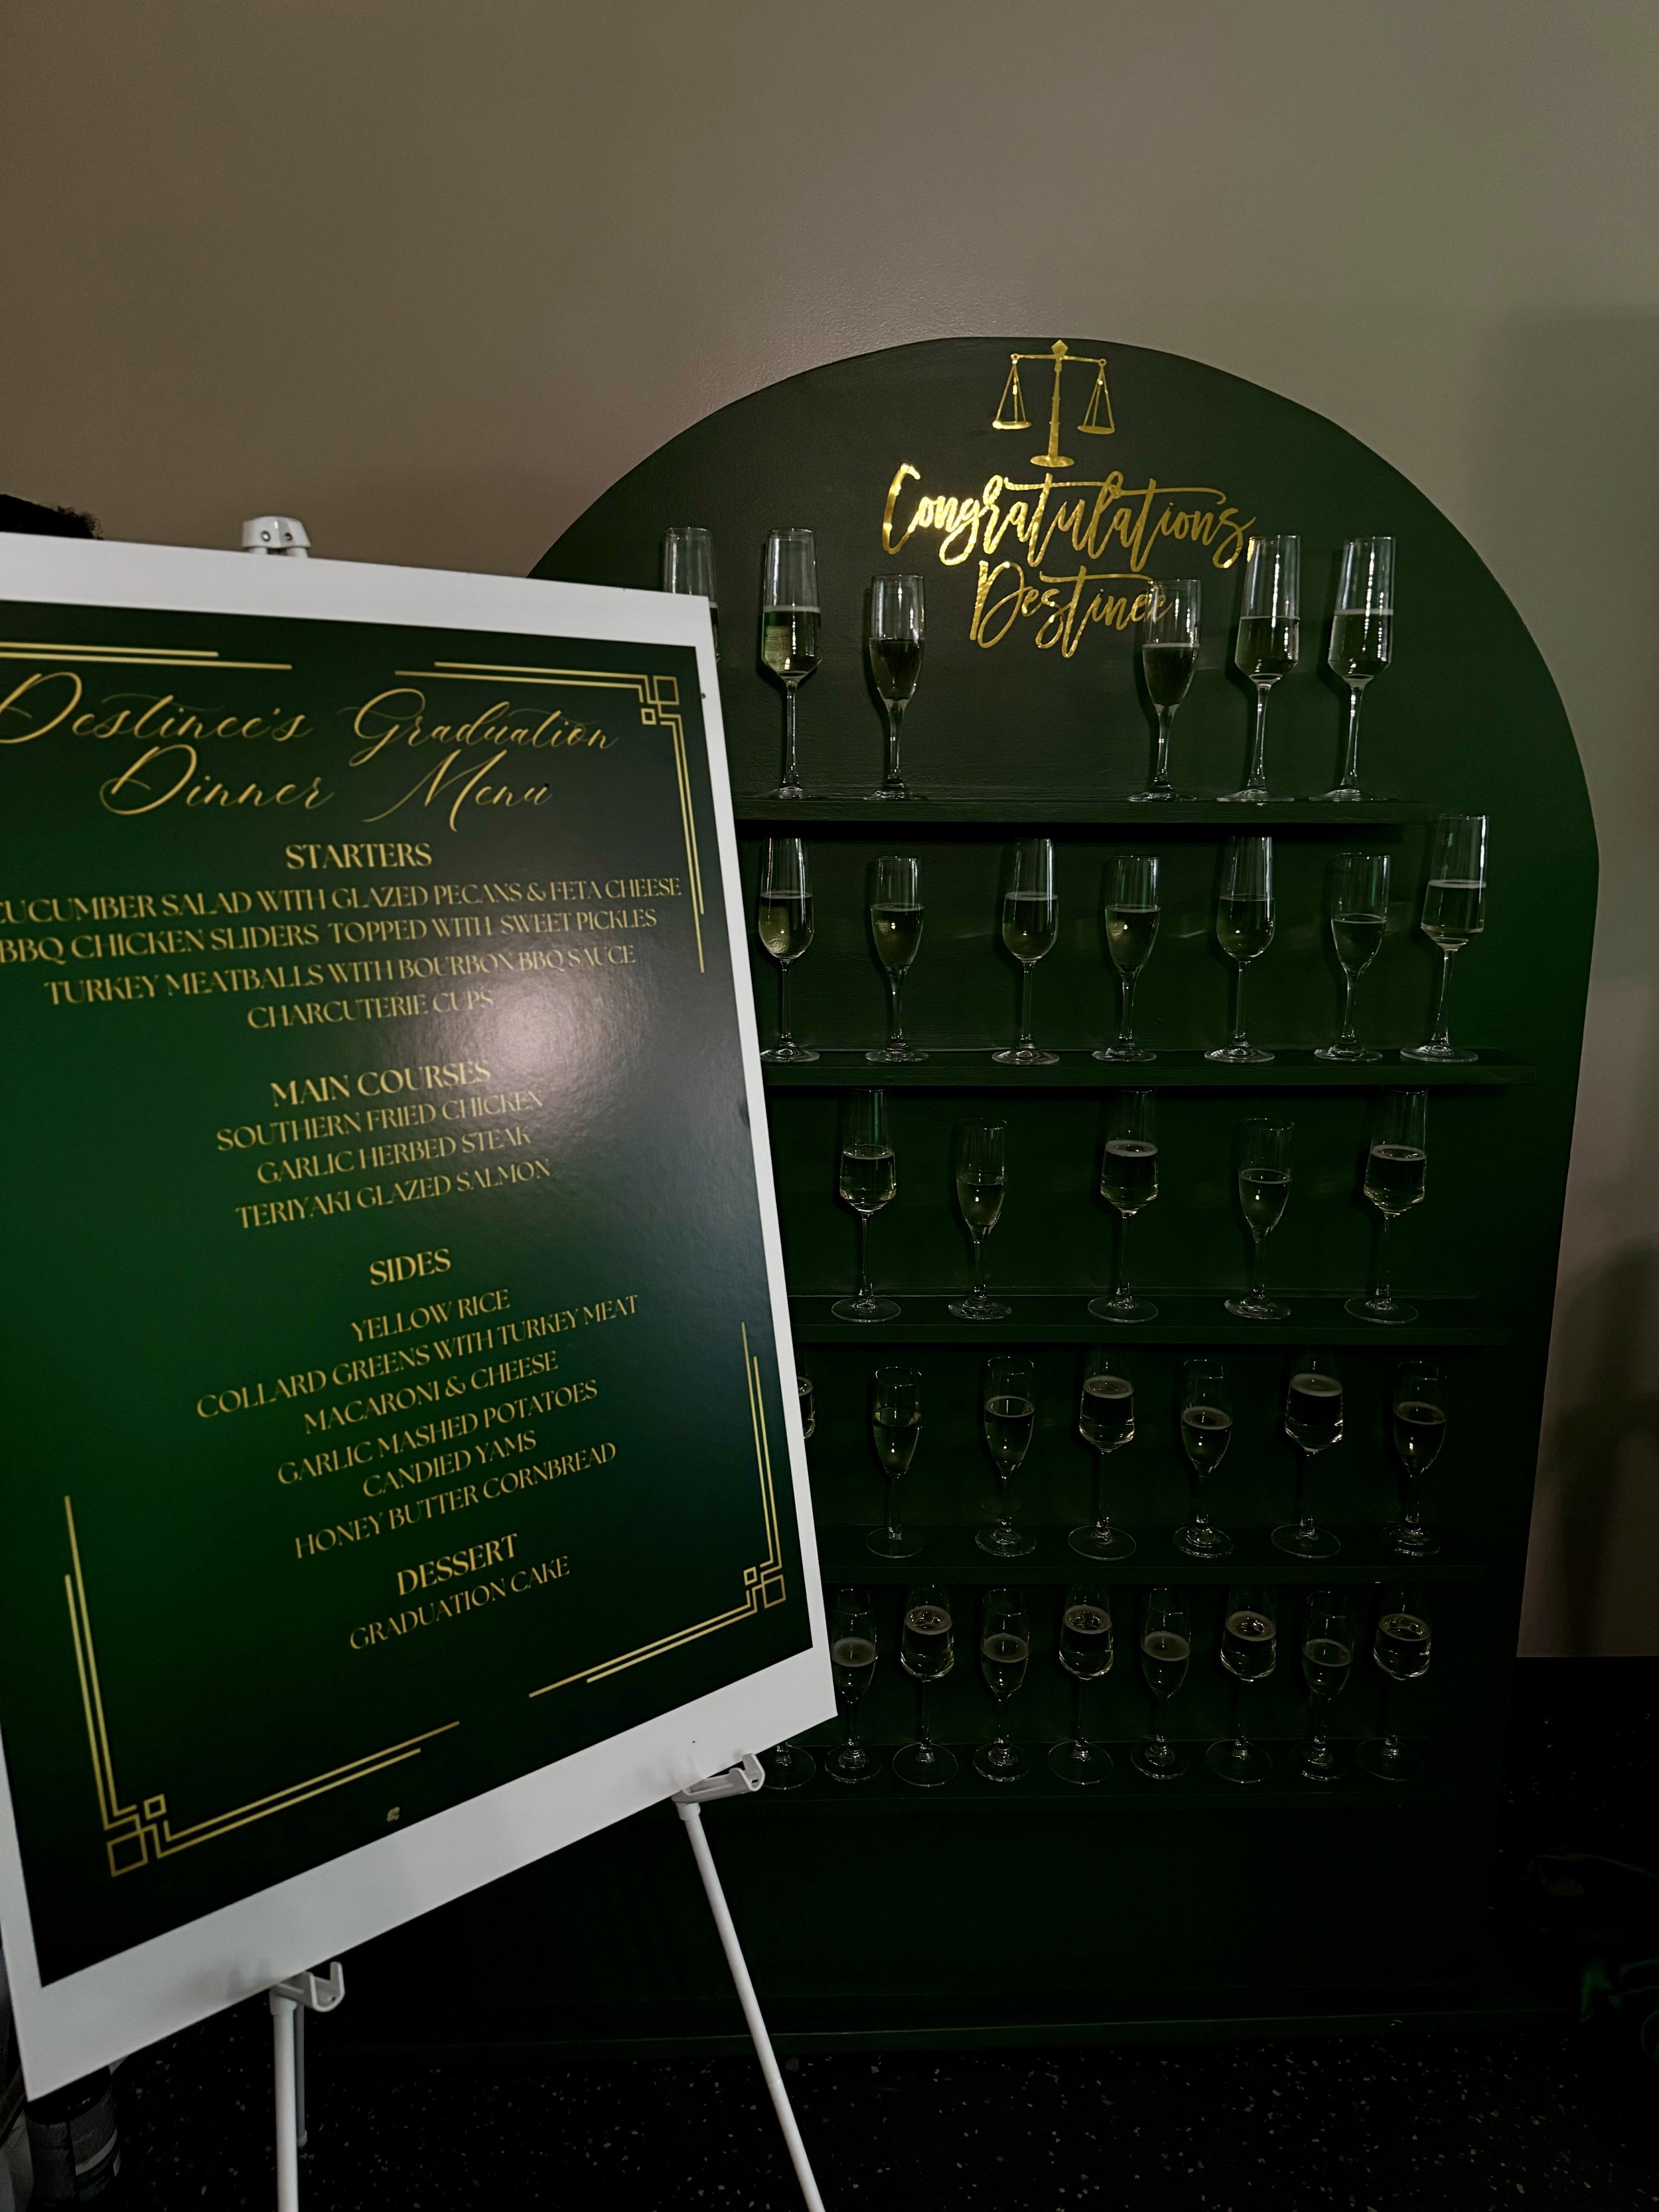 Congratulations,
Destinee
Destinee's Graduation
Dinner Menu
STARTERS
CUCUMBER SALAD WITH GLAZED PECANS & FETA CHEESE
BBQ CHICKEN SLIDERS TOPPED WITH SWEET PICKLES
TURKEY MEATBALLS WITH BOURBON BBQ SAUCE
CHARCUTERIE CUPS
MAIN COURSES
SOUTHERN FRIED CHICKEN
GARLIC HERBED STEAK
TERIYAKI GLAZED SALMON
SIDES
YELLOW RICE
COLLARD GREENS WITH TURKEY MEAT
MACARONI & CHEESE
GARLIC MASHED POTATOES
CANDIED YAMS
HONEY BUTTER CORNBREAD
DESSERT
GRADUATION CAKE